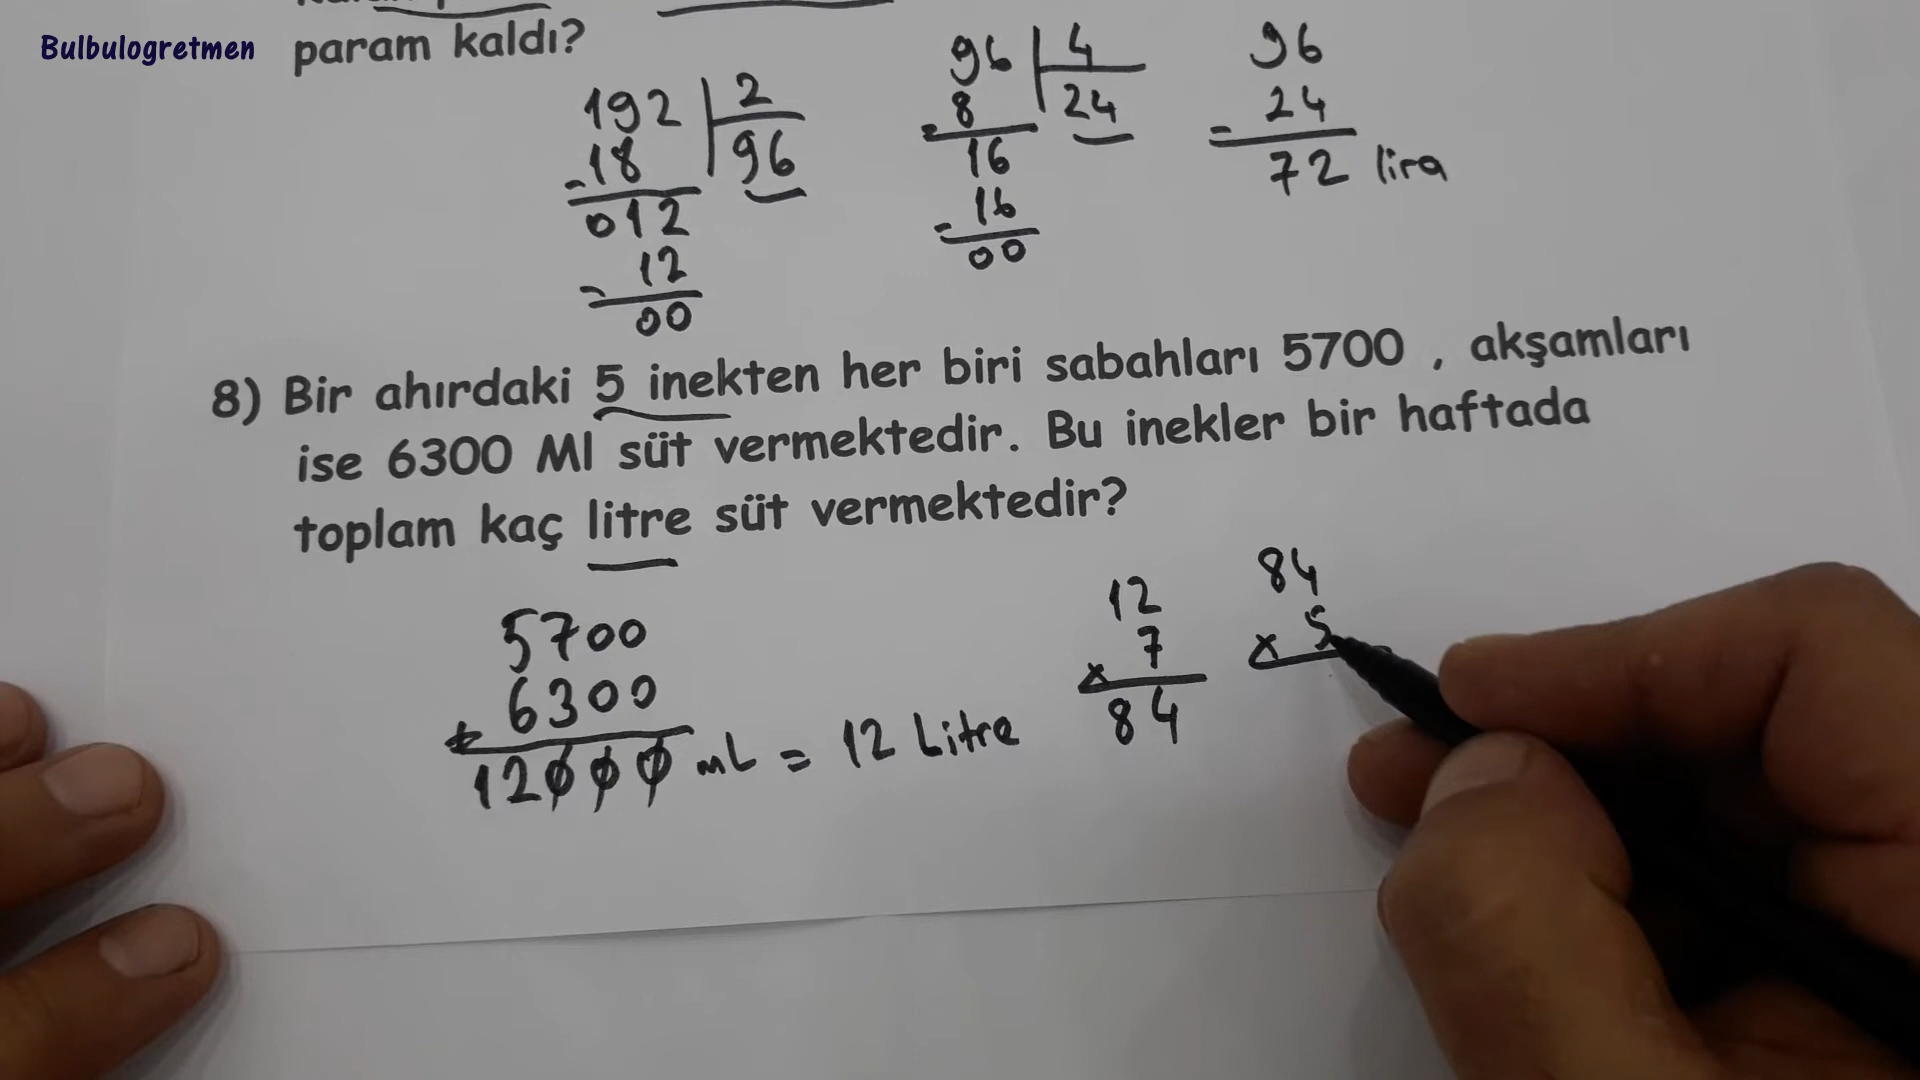 Bulbulogretmen
param kaldı?
192 2
- 18 96
012
- 12
00
96 4
- 8 24
16
- 16
00
96
- 24
72 lira
8) Bir ahırdaki 5 inekten her biri sabahları 5700 , akşamları
ise 6300 Ml süt vermektedir. Bu inekler bir haftada
toplam kaç litre süt vermektedir?
5700
+ 6300
12000 mL = 12 Litre
12
x 7
84
84
x 5